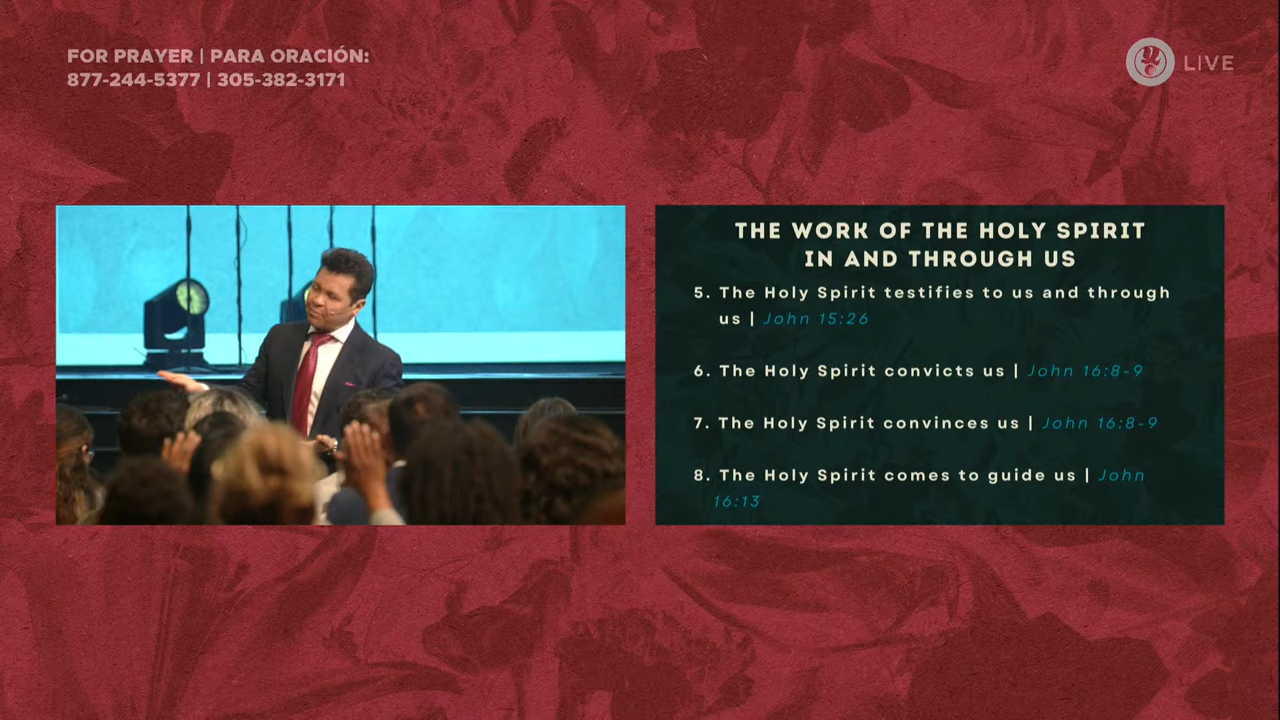 FOR PRAYER | PARA ORACIÓN:
877-244-5377 | 305-382-3171
LIVE
THE WORK OF THE HOLY SPIRIT
IN AND THROUGH US
5. The Holy Spirit testifies to us and through
us | John 15:26
6. The Holy Spirit convicts us | John 16:8-9
7. The Holy Spirit convinces us | John 16:8-9
8. The Holy Spirit comes to guide us | John
16:13